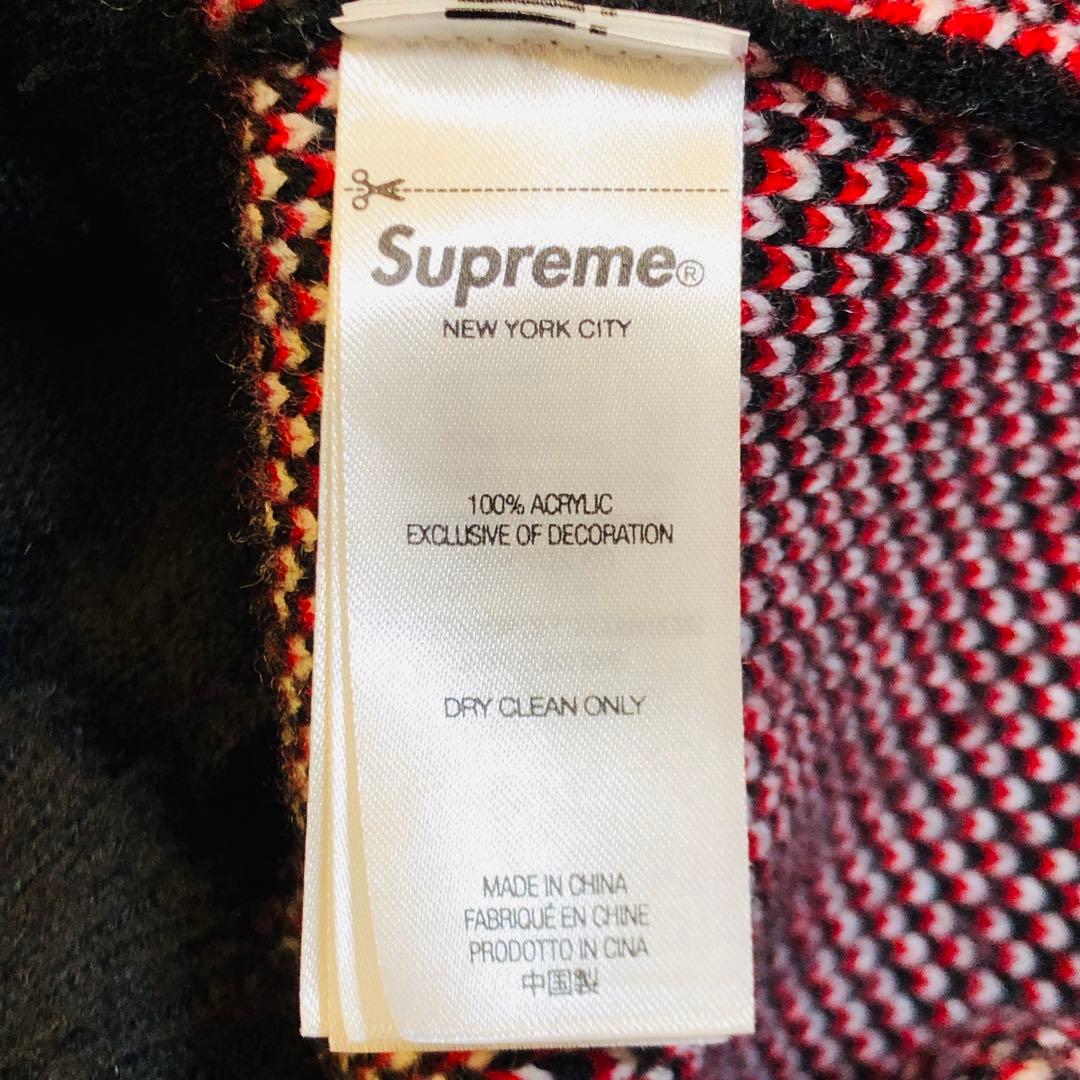 Supreme®
NEW YORK CITY
100% ACRYLIC
EXCLUSIVE OF DECORATION
DRY CLEAN ONLY
MADE IN CHINA
FABRIQUÉ EN CHINE
PRODOTTO IN CINA
中国製